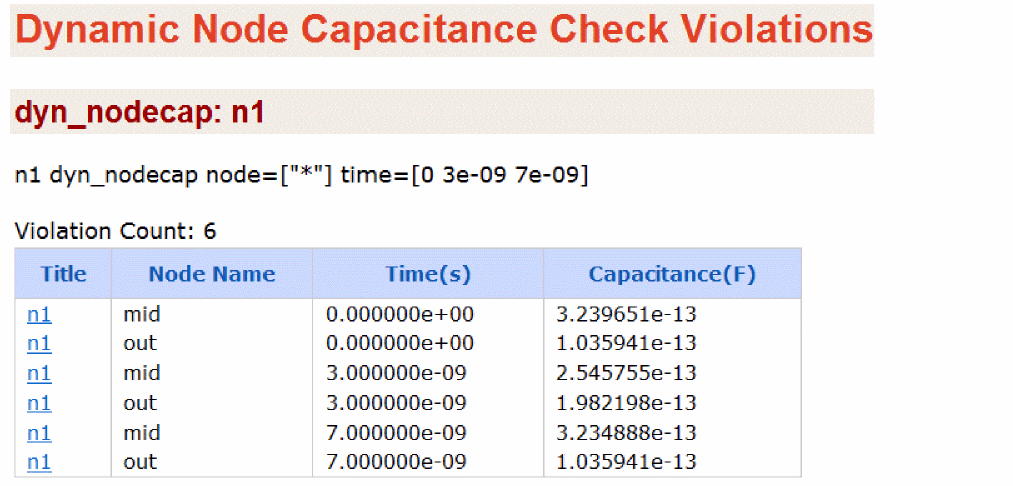 Dynamic Node Capacitance Check Violations
dyn_nodecap: n1
n1 dyn_nodecap node=["*"] time=[0 3e-09 7e-09]
Violation Count: 6
Title Node Name Time(s) Capacitance(F)
n1 mid 0.000000e+00 3.239651e-13
n1 out 0.000000e+00 1.035941e-13
n1 mid 3.000000e-09 2.545755e-13
n1 out 3.000000e-09 1.982198e-13
n1 mid 7.000000e-09 3.234888e-13
n1 out 7.000000e-09 1.035941e-13